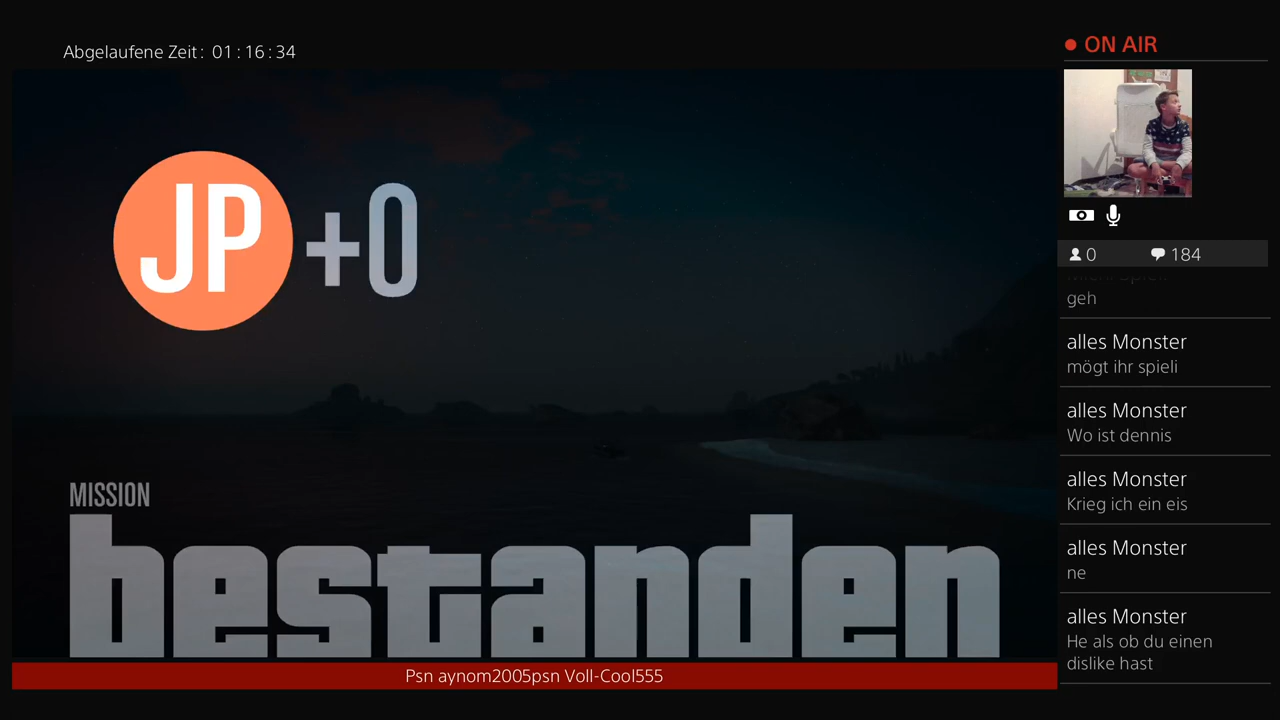 Abgelaufene Zeit: 01:16:34
JP +0
MISSION
bestanden
Psn aynom2005psn Voll-Cool555
ON AIR
0 184
geh
alles Monster
mögt ihr spieli
alles Monster
Wo ist dennis
alles Monster
Krieg ich ein eis
alles Monster
ne
alles Monster
He als ob du einen
dislike hast